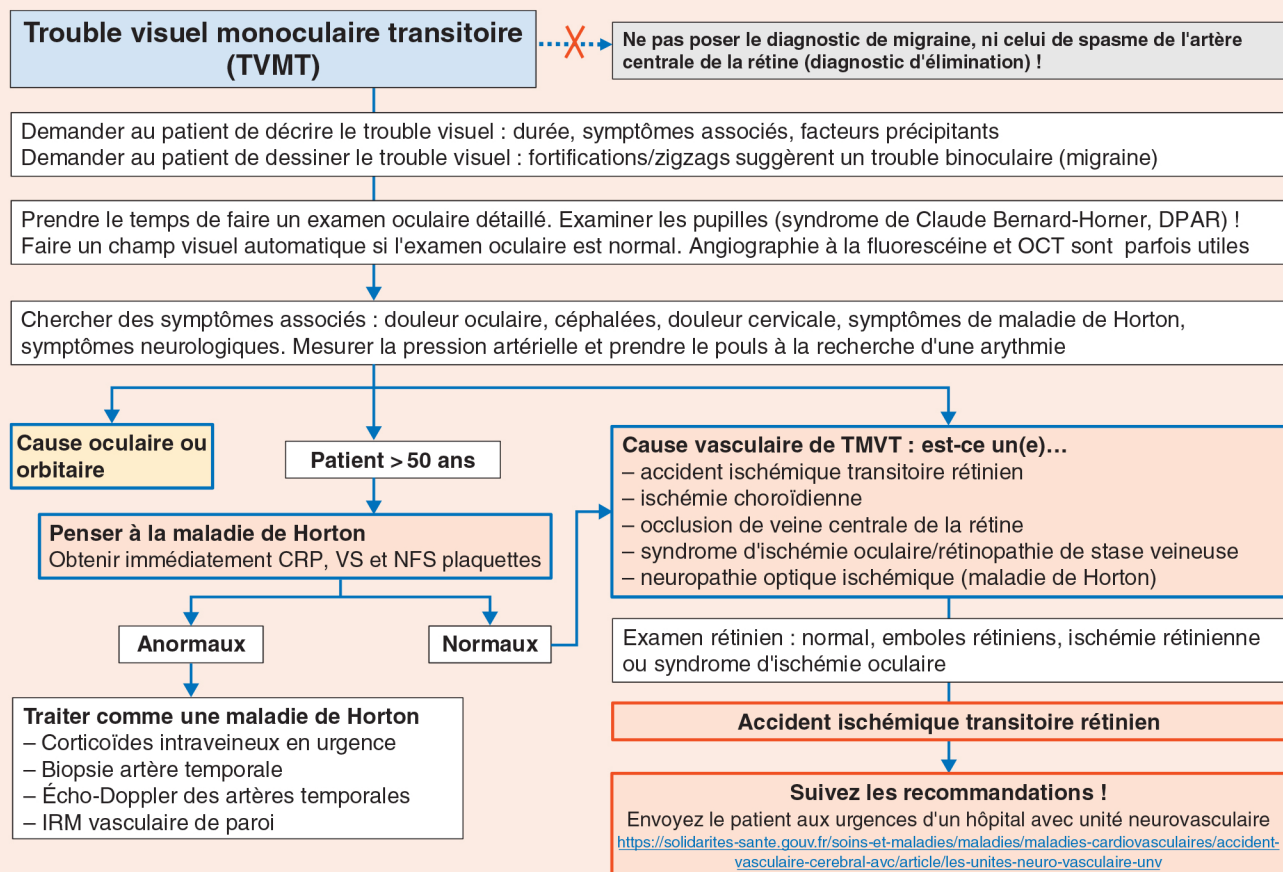 Trouble visuel monoculaire transitoire
(TVMT)
Ne pas poser le diagnostic de migraine, ni celui de spasme de l'artère
centrale de la rétine (diagnostic d'élimination) !
Demander au patient de décrire le trouble visuel : durée, symptômes associés, facteurs précipitants
Demander au patient de dessiner le trouble visuel : fortifications/zigzags suggèrent un trouble binoculaire (migraine)
Prendre le temps de faire un examen oculaire détaillé. Examiner les pupilles (syndrome de Claude Bernard-Horner, DPAR) !
Faire un champ visuel automatique si l'examen oculaire est normal. Angiographie à la fluorescéine et OCT sont parfois utiles
Chercher des symptômes associés : douleur oculaire, céphalées, douleur cervicale, symptômes de maladie de Horton,
symptômes neurologiques. Mesurer la pression artérielle et prendre le pouls à la recherche d'une arythmie
Cause oculaire ou
orbitaire
Patient > 50 ans
Penser à la maladie de Horton
Obtenir immédiatement CRP, VS et NFS plaquettes
Anormaux
Normaux
Traiter comme une maladie de Horton
– Corticoïdes intraveineux en urgence
– Biopsie artère temporale
– Écho-Doppler des artères temporales
– IRM vasculaire de paroi
Cause vasculaire de TMVT : est-ce un(e)…
– accident ischémique transitoire rétinien
– ischémie choroïdienne
– occlusion de veine centrale de la rétine
– syndrome d'ischémie oculaire/rétinopathie de stase veineuse
– neuropathie optique ischémique (maladie de Horton)
Examen rétinien : normal, emboles rétiniens, ischémie rétinienne
ou syndrome d'ischémie oculaire
Accident ischémique transitoire rétinien
Suivez les recommandations !
Envoyez le patient aux urgences d'un hôpital avec unité neurovasculaire
https://solidarites-sante.gouv.fr/soins-et-maladies/maladies/maladies-cardiovasculaires/accident-
vasculaire-cerebral-avc/article/les-unites-neuro-vasculaire-unv